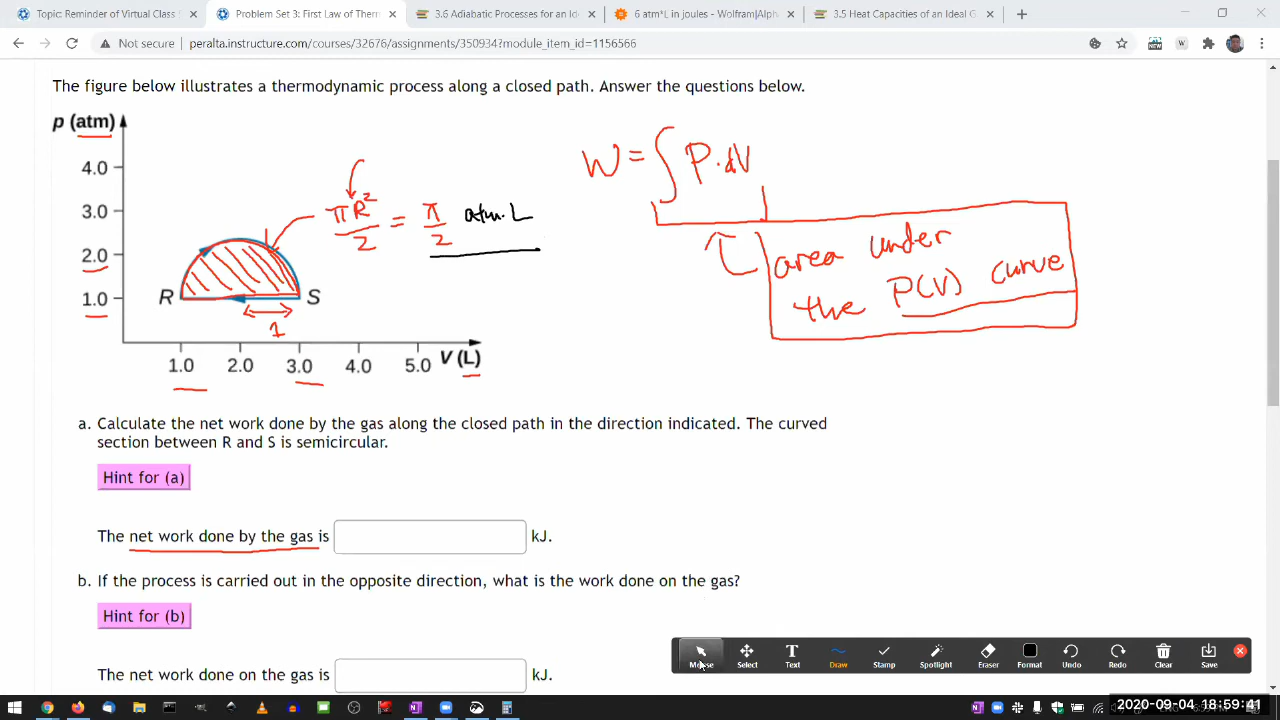 Topic: Reminder of Virtual Class
Problem Set 3: First Law of Therm
3.6 Adiabatic Processes for an Id
6 atm*L in joules - Wolfram|Alph
3.5 Heat Capacities of an Ideal G
Not secure
peralta.instructure.com/courses/32676/assignments/350934?module_item_id=1156566
The figure below illustrates a thermodynamic process along a closed path. Answer the questions below.
p (atm)
4.0
3.0
2.0
1.0
R
S
1
1.0 2.0 3.0 4.0 5.0 V (L)
πR²/2 = π/2 atm·L
W = ∫ P·dV
area under
the P(V) curve
a. Calculate the net work done by the gas along the closed path in the direction indicated. The curved
section between R and S is semicircular.
Hint for (a)
The net work done by the gas is kJ.
b. If the process is carried out in the opposite direction, what is the work done on the gas?
Hint for (b)
The net work done on the gas is kJ.
Mouse Select Text Draw Stamp Spotlight Eraser Format Undo Redo Clear Save
2020-09-04 18:59:41